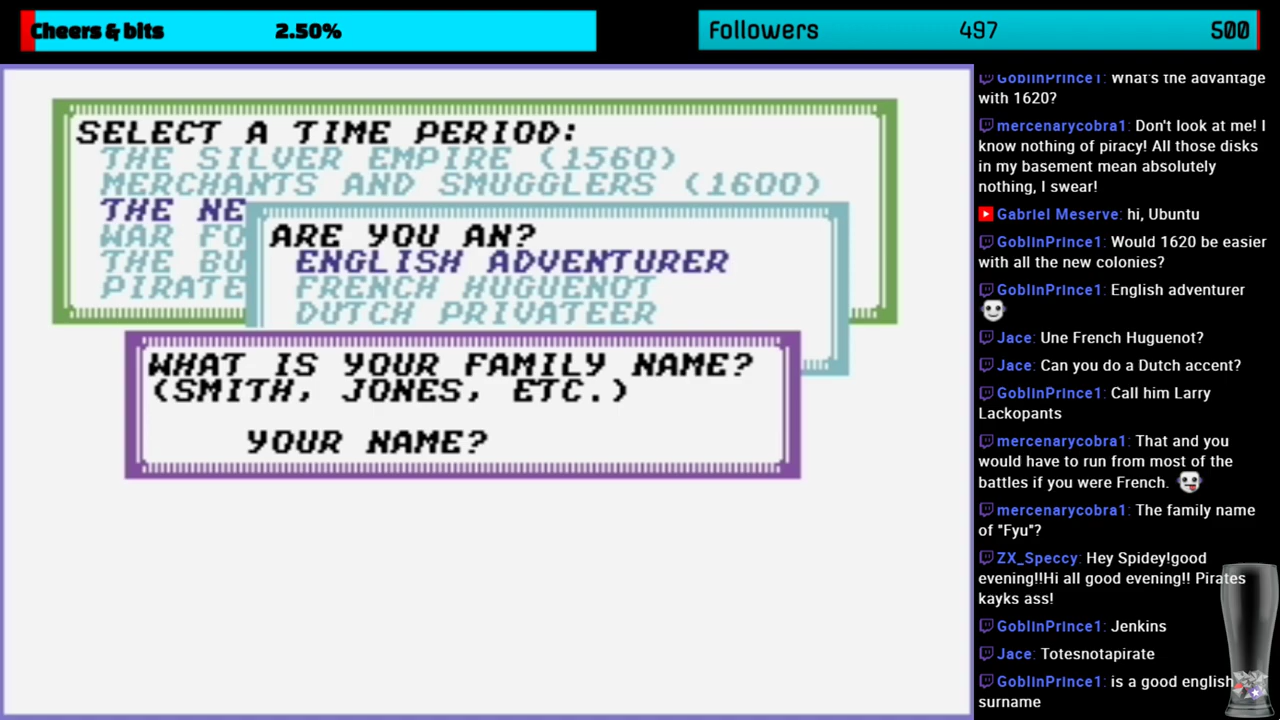 Cheers & bits
2.50%
Followers
497
500
SELECT A TIME PERIOD:
THE SILVER EMPIRE (1560)
MERCHANTS AND SMUGGLERS (1600)
THE NE
WAR FO
THE BU
PIRATE
ARE YOU AN?
ENGLISH ADVENTURER
FRENCH HUGUENOT
DUTCH PRIVATEER
WHAT IS YOUR FAMILY NAME?
(SMITH, JONES, ETC.)
YOUR NAME?
GoblinPrince1: What's the advantage
with 1620?
mercenarycobra1: Don't look at me! I
know nothing of piracy! All those disks
in my basement mean absolutely
nothing, I swear!
Gabriel Meserve: hi, Ubuntu
GoblinPrince1: Would 1620 be easier
with all the new colonies?
GoblinPrince1: English adventurer
Jace: Une French Huguenot?
Jace: Can you do a Dutch accent?
GoblinPrince1: Call him Larry
Lackopants
mercenarycobra1: That and you
would have to run from most of the
battles if you were French.
mercenarycobra1: The family name
of "Fyu"?
ZX_Speccy: Hey Spidey!good
evening!!Hi all good evening!! Pirates
kayks ass!
GoblinPrince1: Jenkins
Jace: Totesnotapirate
GoblinPrince1: is a good english
surname